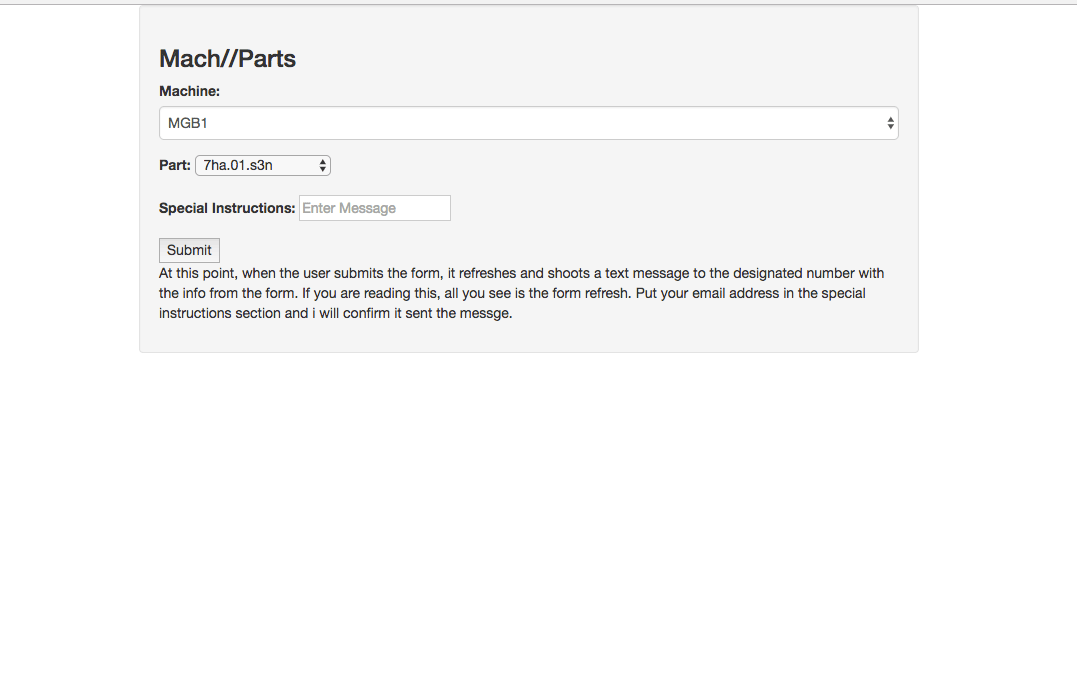 Mach//Parts
Machine:
MGB1
Part: 7ha.01.s3n
Special Instructions: Enter Message
Submit
At this point, when the user submits the form, it refreshes and shoots a text message to the designated number with
the info from the form. If you are reading this, all you see is the form refresh. Put your email address in the special
instructions section and i will confirm it sent the messge.